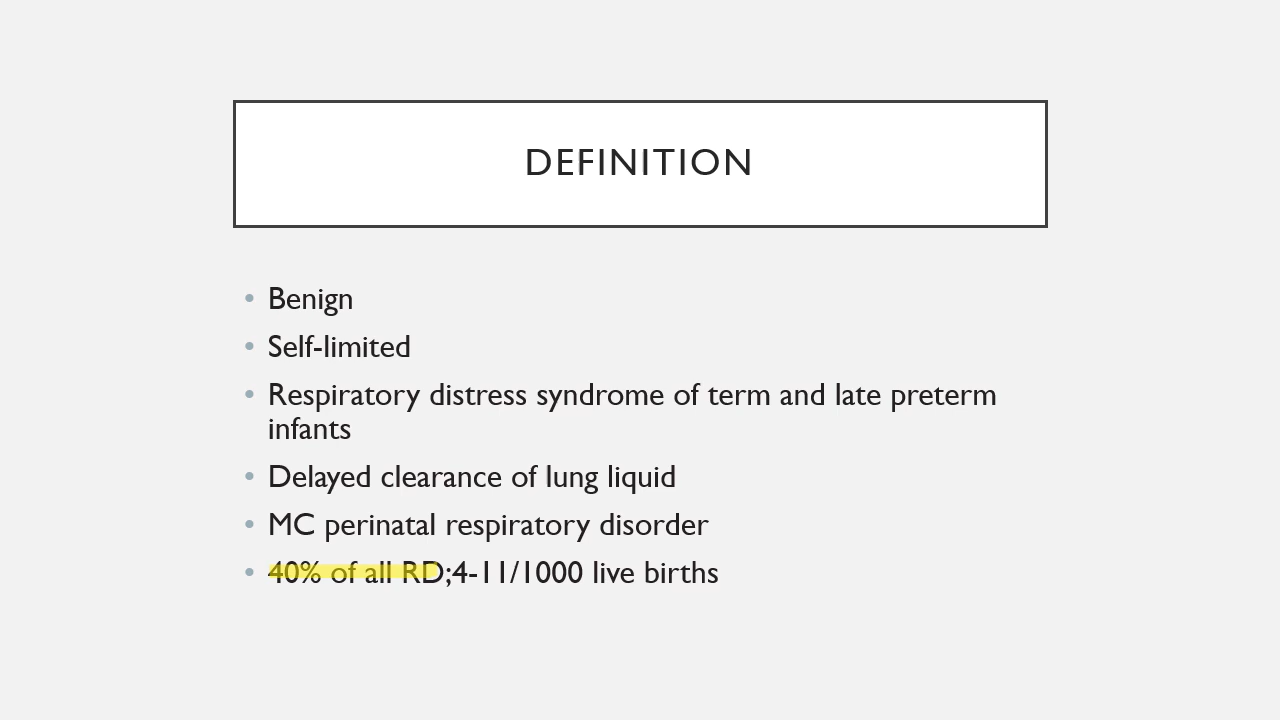 DEFINITION
• Benign
• Self-limited
• Respiratory distress syndrome of term and late preterm
infants
• Delayed clearance of lung liquid
• MC perinatal respiratory disorder
• 40% of all RD;4-11/1000 live births